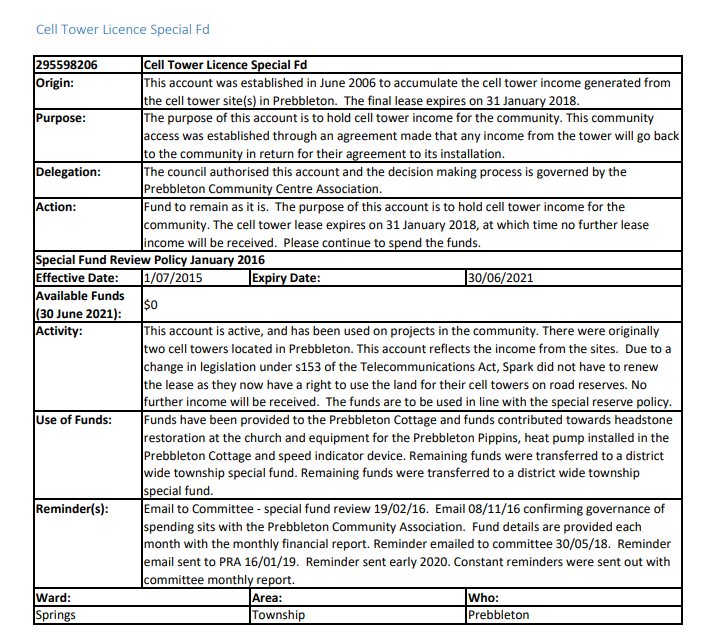 Cell Tower Licence Special Fd
295598206 Cell Tower Licence Special Fd
Origin: This account was established in June 2006 to accumulate the cell tower income generated from
the cell tower site(s) in Prebbleton.  The final lease expires on 31 January 2018.
Purpose: The purpose of this account is to hold cell tower income for the community. This community
access was established through an agreement made that any income from the tower will go back
to the community in return for their agreement to its installation.
Delegation: The council authorised this account and the decision making process is governed by the
Prebbleton Community Centre Association.
Action: Fund to remain as it is.  The purpose of this account is to hold cell tower income for the
community. The cell tower lease expires on 31 January 2018, at which time no further lease
income will be received.  Please continue to spend the funds.
Special Fund Review Policy January 2016
Effective Date: 1/07/2015 Expiry Date: 30/06/2021
Available Funds
(30 June 2021): $0
Activity: This account is active, and has been used on projects in the community. There were originally
two cell towers located in Prebbleton. This account reflects the income from the sites.  Due to a
change in legislation under s153 of the Telecommunications Act, Spark did not have to renew
the lease as they now have a right to use the land for their cell towers on road reserves. No
further income will be received.  The funds are to be used in line with the special reserve policy.
Use of Funds: Funds have been provided to the Prebbleton Cottage and funds contributed towards headstone
restoration at the church and equipment for the Prebbleton Pippins, heat pump installed in the
Prebbleton Cottage and speed indicator device. Remaining funds were transferred to a district
wide township special fund. Remaining funds were transferred to a district wide township
special fund.
Reminder(s): Email to Committee - special fund review 19/02/16.  Email 08/11/16 confirming governance of
spending sits with the Prebbleton Community Association.  Fund details are provided each
month with the monthly financial report. Reminder emailed to committee 30/05/18.  Reminder
email sent to PRA 16/01/19.  Reminder sent early 2020. Constant reminders were sent out with
committee monthly report.
Ward: Area: Who:
Springs Township Prebbleton